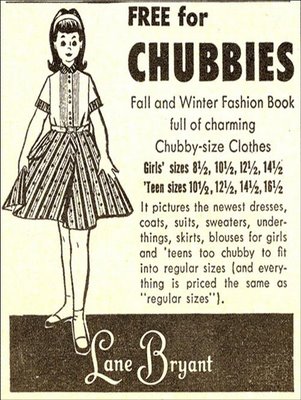 FREE for
CHUBBIES
Fall and Winter Fashion Book
full of charming
Chubby-size Clothes
Girls' sizes 8½, 10½, 12½, 14½
'Teen sizes 10½, 12½, 14½, 16½
It pictures the newest dresses,
coats, suits, sweaters, under-
things, skirts, blouses for girls
and 'teens too chubby to fit
into regular sizes (and every-
thing is priced the same as
"regular sizes").
Lane Bryant